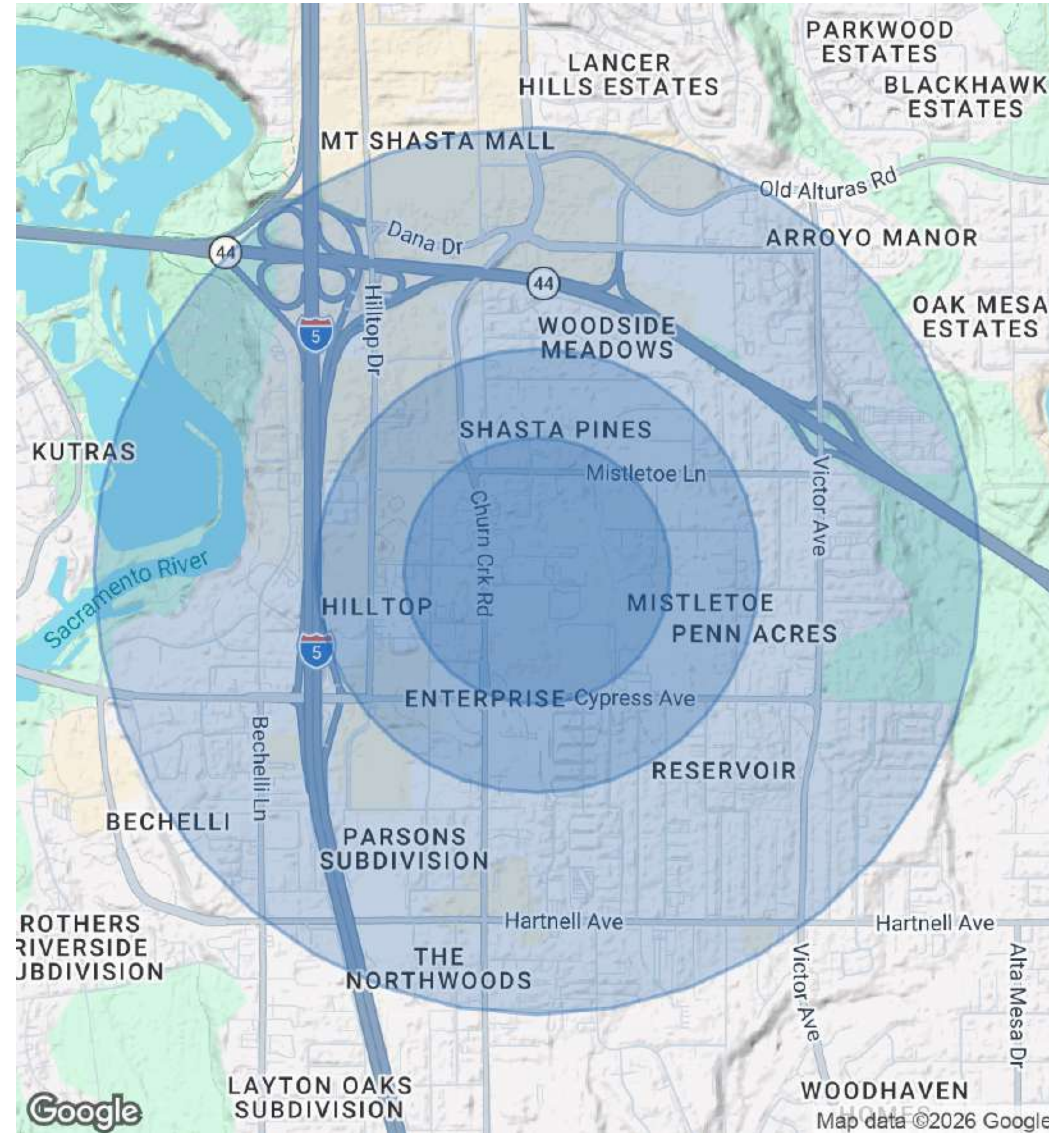 PARKWOOD
ESTATES
LANCER
HILLS ESTATES
BLACKHAWK
ESTATES
MT SHASTA MALL
Old Alturas Rd
Dana Dr
ARROYO MANOR
44
44
Hilltop Dr
OAK MESA
ESTATES
5
WOODSIDE
MEADOWS
SHASTA PINES
KUTRAS
Mistletoe Ln
Victor Ave
Churn Crk Rd
Sacramento River
HILLTOP
MISTLETOE
PENN ACRES
5
ENTERPRISE
Cypress Ave
Bechelli Ln
RESERVOIR
BECHELLI
PARSONS
SUBDIVISION
ROTHERS
RIVERSIDE
UBDIVISION
Hartnell Ave
Hartnell Ave
THE
NORTHWOODS
Victor Ave
Alta Mesa Dr
LAYTON OAKS
SUBDIVISION
WOODHAVEN
HOMES
Google
Map data ©2026 Google